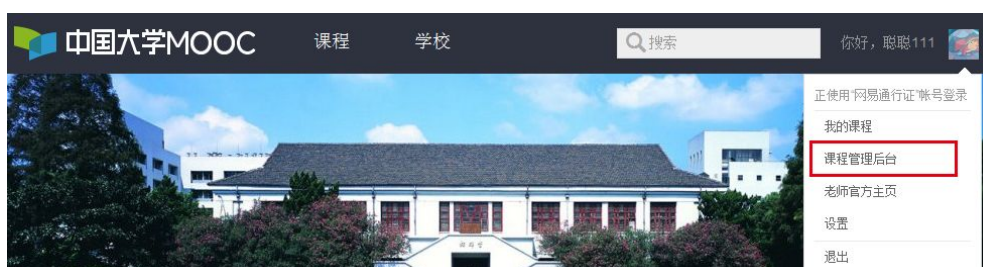 中国大学MOOC 课程 学校 搜索 你好，聪聪111
正使用“网易通行证”帐号登录
我的课程
课程管理后台
老师官方主页
设置
退出